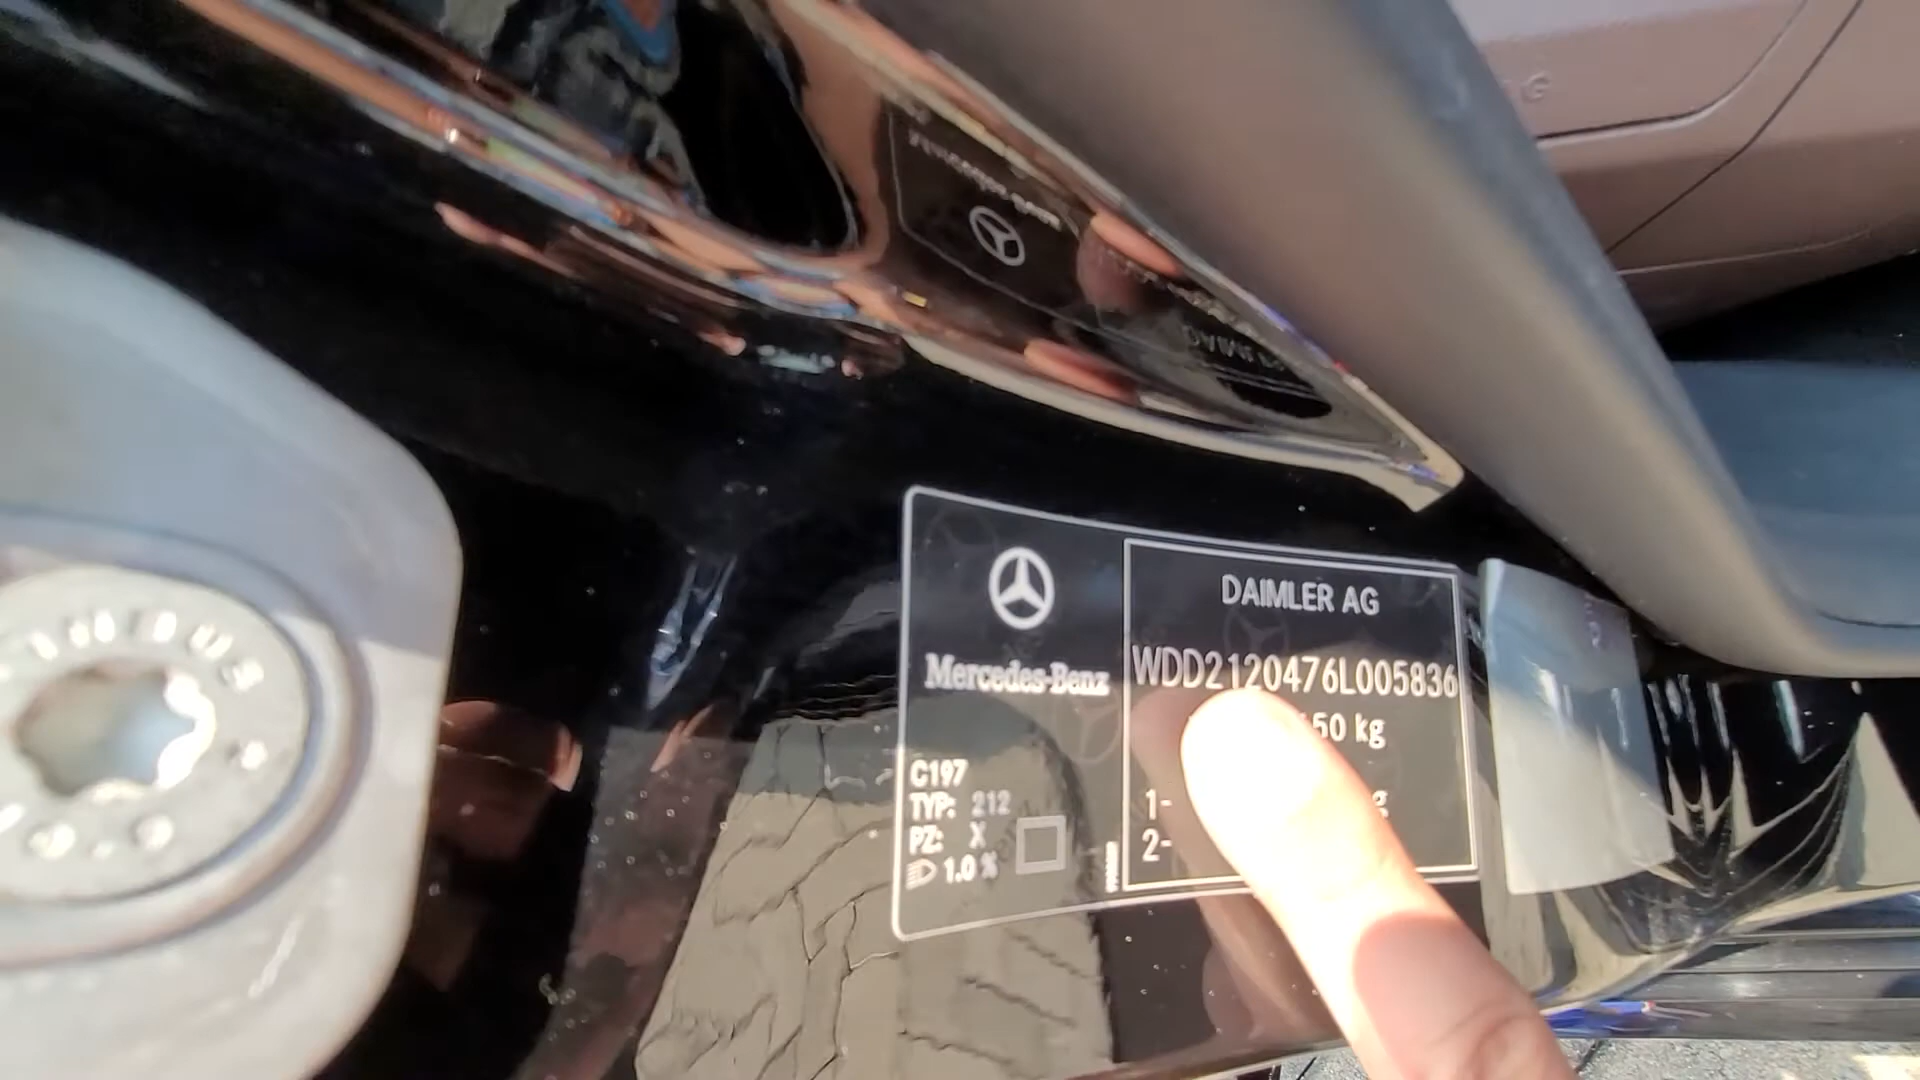 DAIMLER AG
Mercedes-Benz
WDD2120476L005836
50 kg
C197
TYP: 212
PZ: X
1.0 %
1-
2-